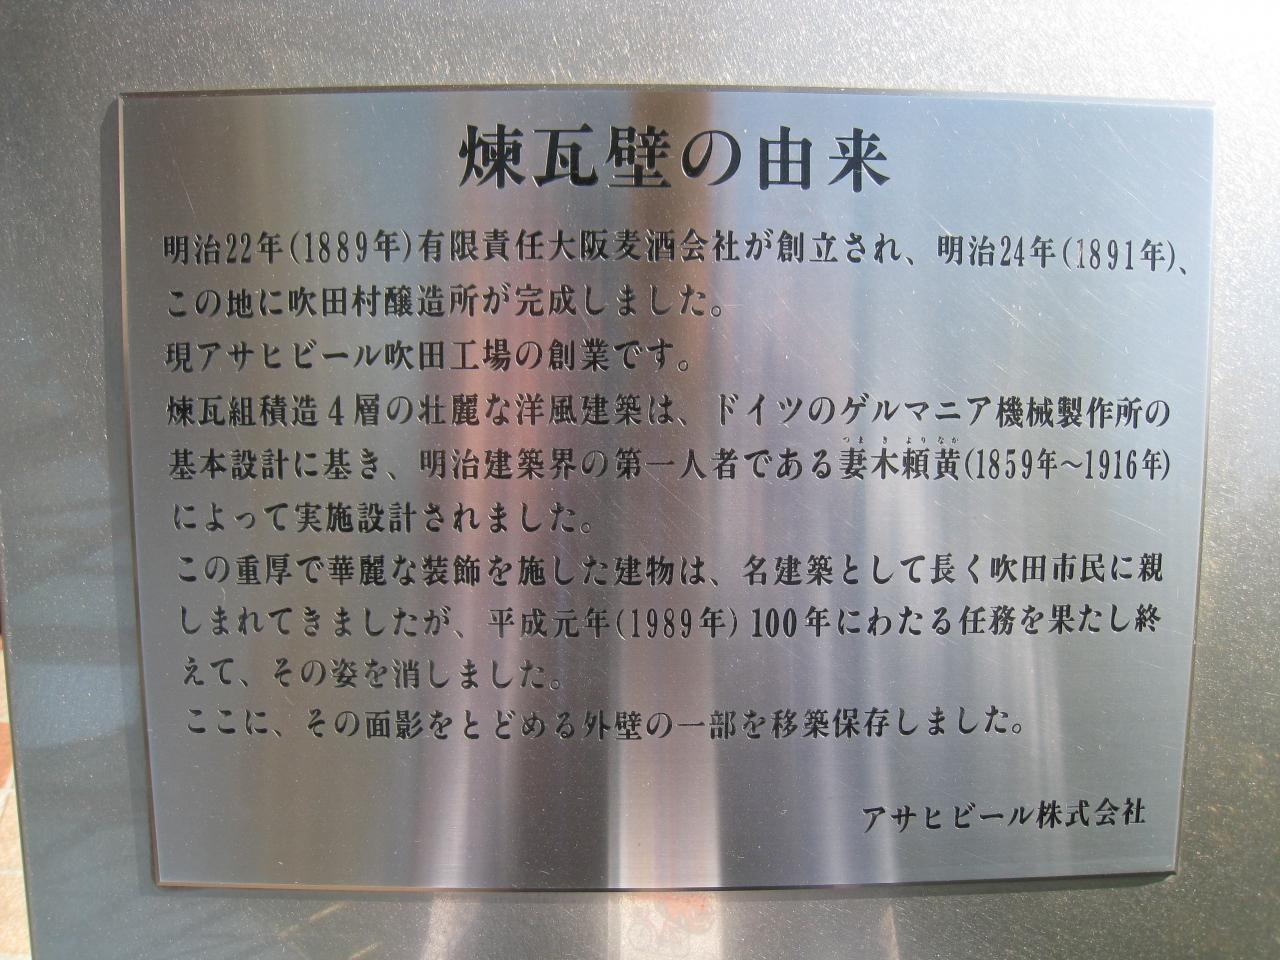 煉瓦壁の由来
明治22年(1889年)有限責任大阪麦酒会社が創立され、明治24年(1891年)、
この地に吹田村醸造所が完成しました。
現アサヒビール吹田工場の創業です。
煉瓦組積造4層の壮麗な洋風建築は、ドイツのゲルマニア機械製作所の
つま き よりなか
基本設計に基き、明治建築界の第一人者である妻木頼黄(1859年～1916年)
によって実施設計されました。
この重厚で華麗な装飾を施した建物は、名建築として長く吹田市民に親
しまれてきましたが、平成元年(1989年)100年にわたる任務を果たし終
えて、その姿を消しました。
ここに、その面影をとどめる外壁の一部を移築保存しました。
アサヒビール株式会社